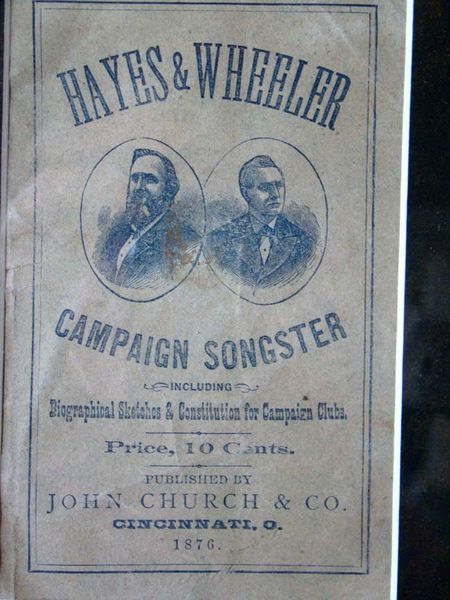 HAYES & WHEELER
CAMPAIGN SONGSTER
INCLUDING
Biographical Sketches & Constitution for Campaign Clubs.
Price, 10 Cents.
PUBLISHED BY
JOHN CHURCH & CO.
CINCINNATI, O.
1876.